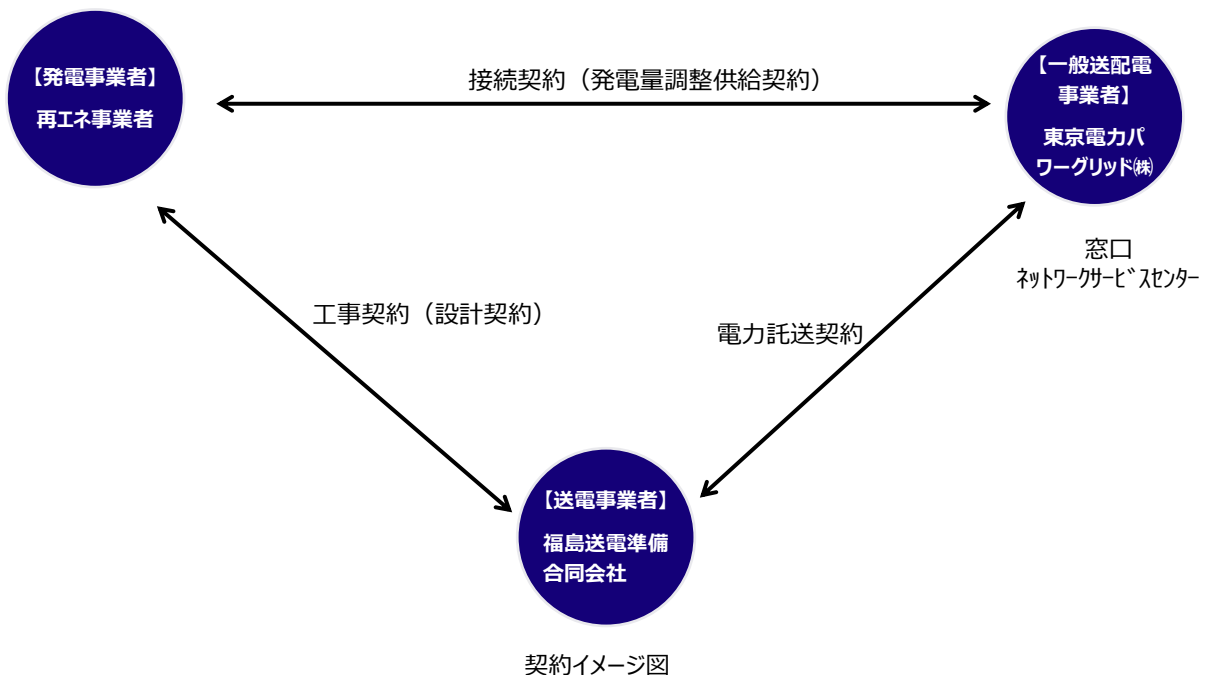 【発電事業者】
再エネ事業者
接続契約（発電量調整供給契約）
【一般送配電
事業者】
東京電力パ
ワーグリッド㈱
窓口
ﾈｯﾄﾜｰｸｻｰﾋﾞｽｾﾝﾀｰ
工事契約（設計契約）
電力託送契約
【送電事業者】
福島送電準備
合同会社
契約イメージ図